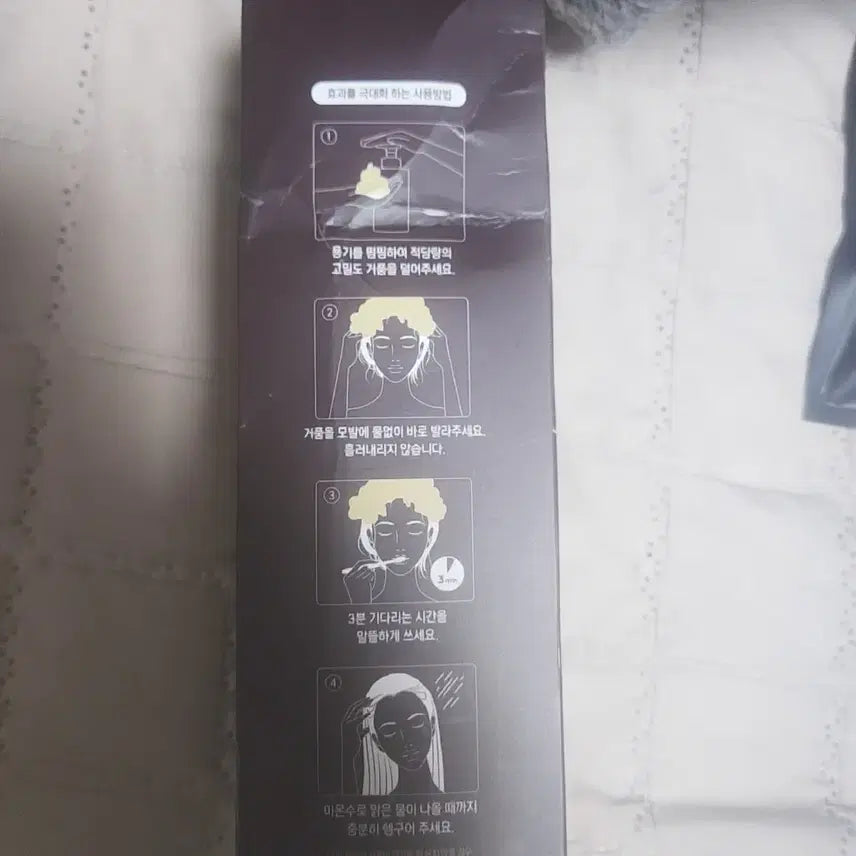 효과를 극대화 하는 사용방법
1
용기를 펌핑하여 적당량의
고밀도 거품을 덜어주세요.
2
거품을 모발에 물없이 바로 발라주세요.
흘러내리지 않습니다.
3
3 min
3분 기다리는 시간을
알뜰하게 쓰세요.
4
미온수로 맑은 물이 나올 때까지
충분히 헹구어 주세요.